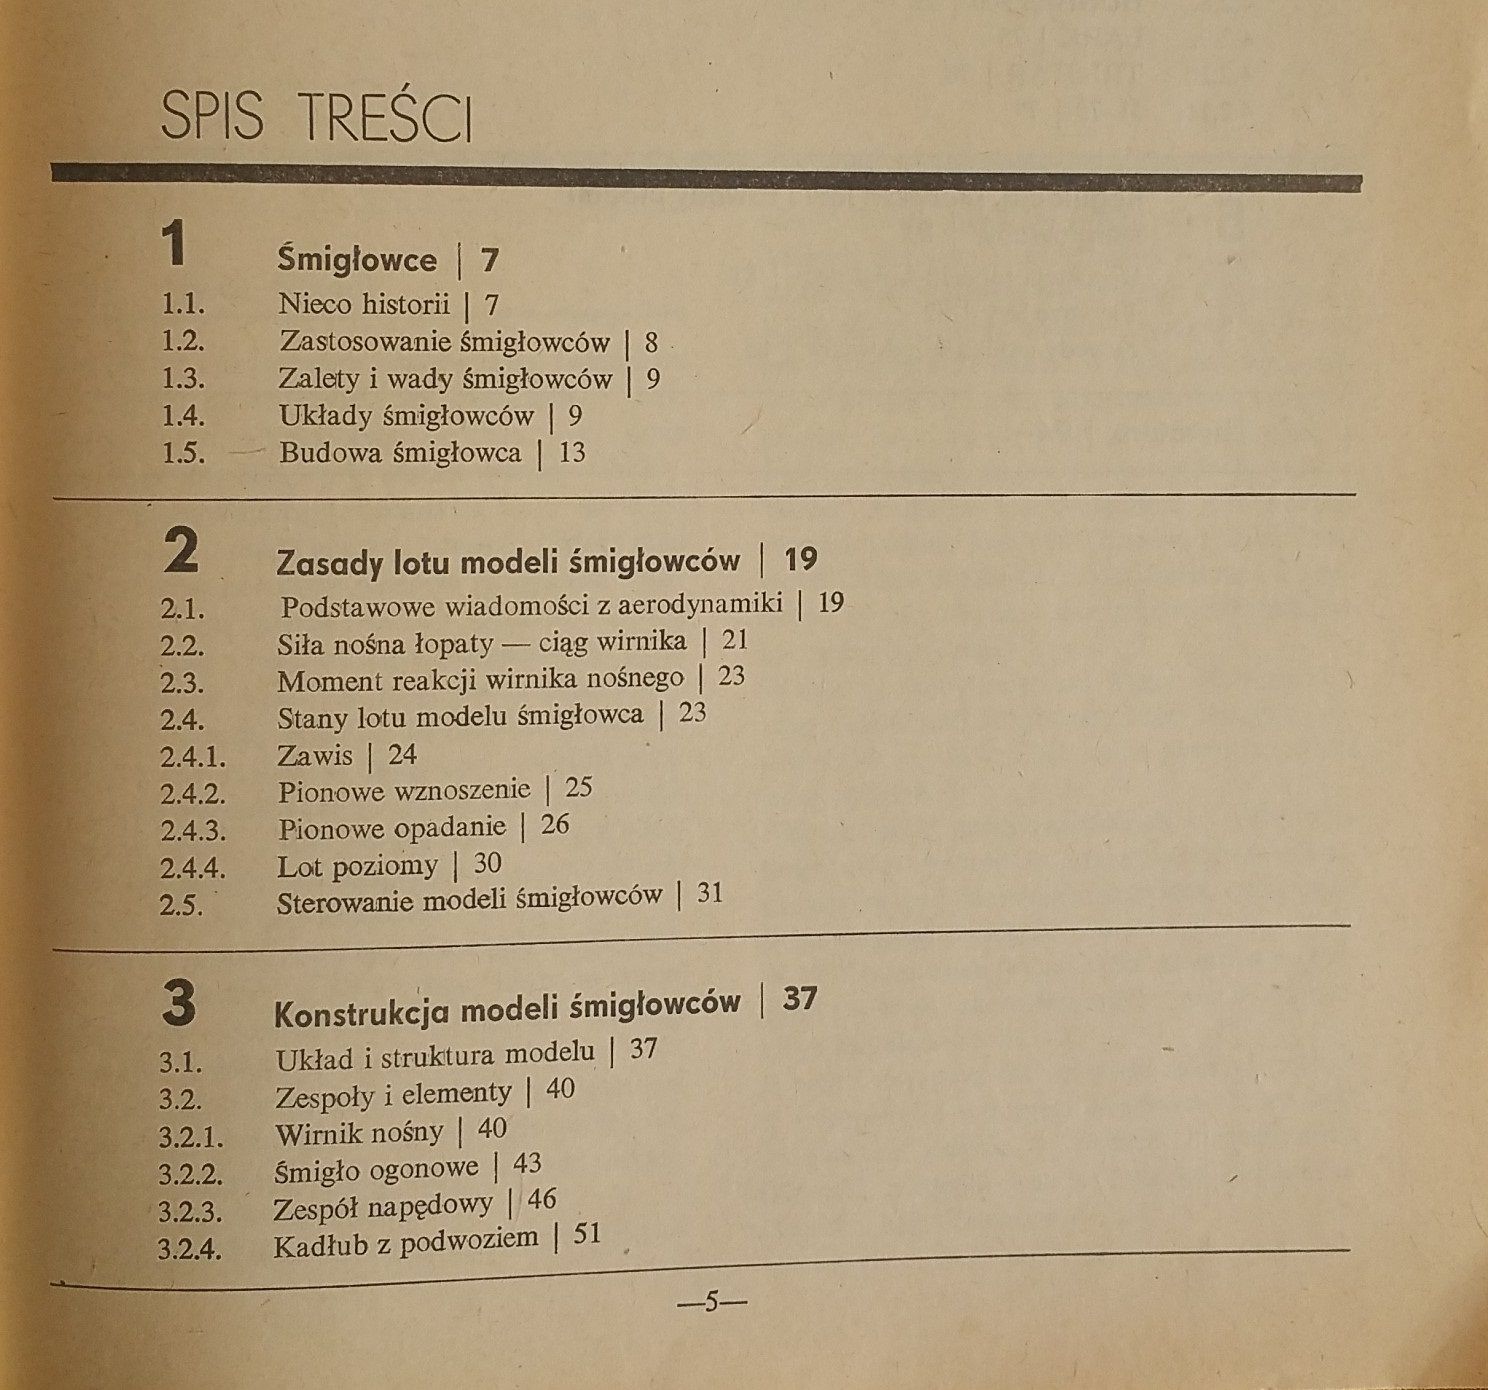 SPIS TREŚCI
1 Śmigłowce | 7
1.1. Nieco historii | 7
1.2. Zastosowanie śmigłowców | 8
1.3. Zalety i wady śmigłowców | 9
1.4. Układy śmigłowców | 9
1.5. Budowa śmigłowca | 13
2 Zasady lotu modeli śmigłowców | 19
2.1. Podstawowe wiadomości z aerodynamiki | 19
2.2. Siła nośna łopaty — ciąg wirnika | 21
2.3. Moment reakcji wirnika nośnego | 23
2.4. Stany lotu modelu śmigłowca | 23
2.4.1. Zawis | 24
2.4.2. Pionowe wznoszenie | 25
2.4.3. Pionowe opadanie | 26
2.4.4. Lot poziomy | 30
2.5. Sterowanie modeli śmigłowców | 31
3 Konstrukcja modeli śmigłowców | 37
3.1. Układ i struktura modelu | 37
3.2. Zespoły i elementy | 40
3.2.1. Wirnik nośny | 40
3.2.2. Śmigło ogonowe | 43
3.2.3. Zespół napędowy | 46
3.2.4. Kadłub z podwoziem | 51
—5—